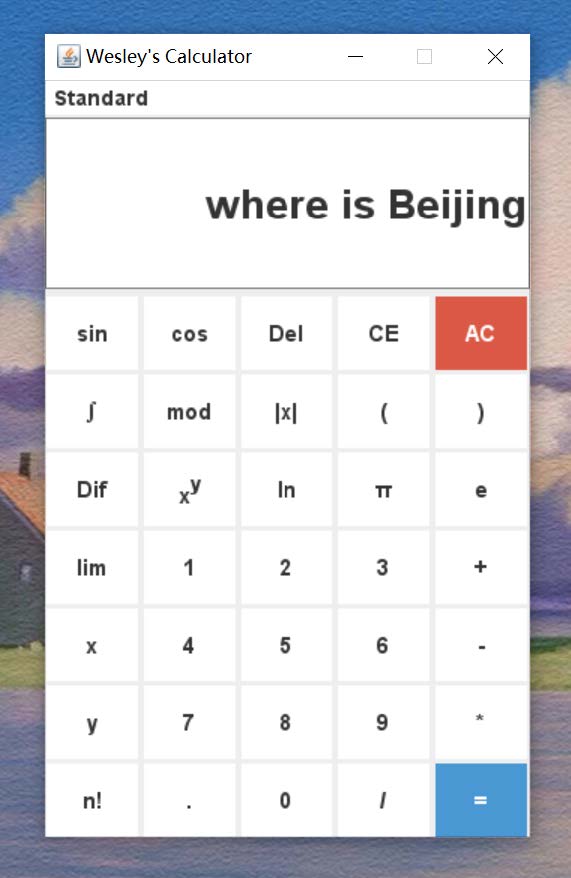 Wesley's Calculator
Standard
where is Beijing
sin cos Del CE AC
∫ mod |x| ( )
Dif xy ln π e
lim 1 2 3 +
x 4 5 6 -
y 7 8 9 *
n! . 0 / =